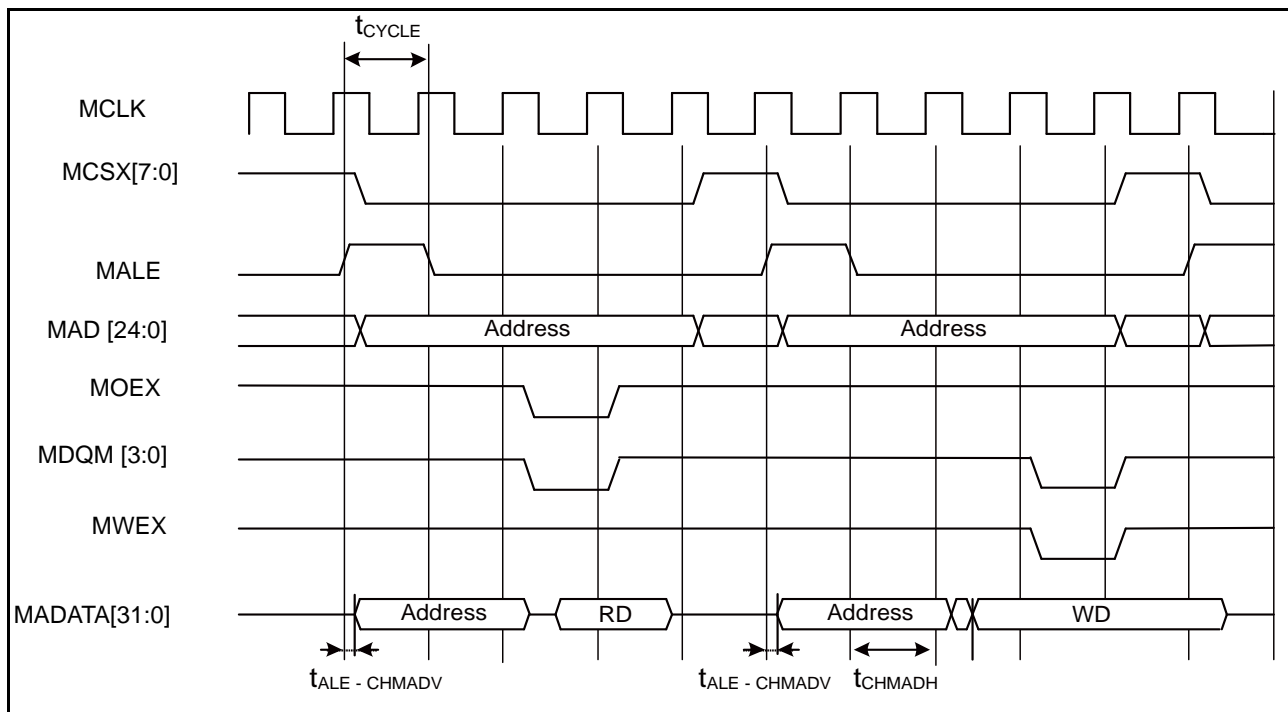 tCYCLE
MCLK
MCSX[7:0]
MALE
MAD [24:0]
Address
Address
MOEX
MDQM [3:0]
MWEX
MADATA[31:0]
Address
RD
Address
WD
tALE - CHMADV
tALE - CHMADV
tCHMADH